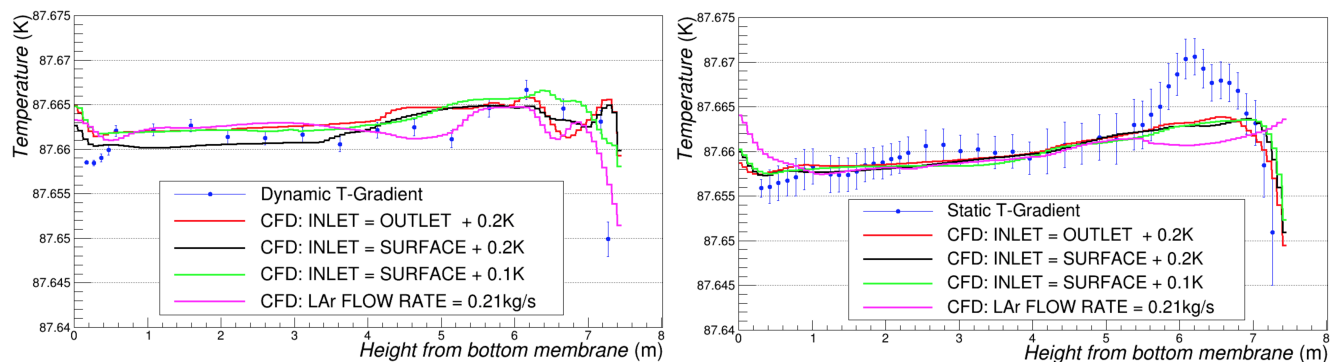 Temperature (K)
87.675
87.67
87.665
87.66
87.655
87.65
87.645
87.64
Dynamic T-Gradient
CFD: INLET = OUTLET + 0.2K
CFD: INLET = SURFACE + 0.2K
CFD: INLET = SURFACE + 0.1K
CFD: LAr FLOW RATE = 0.21kg/s
0 1 2 3 4 5 6 7 8
Height from bottom membrane (m)
Temperature (K)
87.675
87.67
87.665
87.66
87.655
87.65
87.645
87.64
Static T-Gradient
CFD: INLET = OUTLET + 0.2K
CFD: INLET = SURFACE + 0.2K
CFD: INLET = SURFACE + 0.1K
CFD: LAr FLOW RATE = 0.21kg/s
0 1 2 3 4 5 6 7 8
Height from bottom membrane (m)